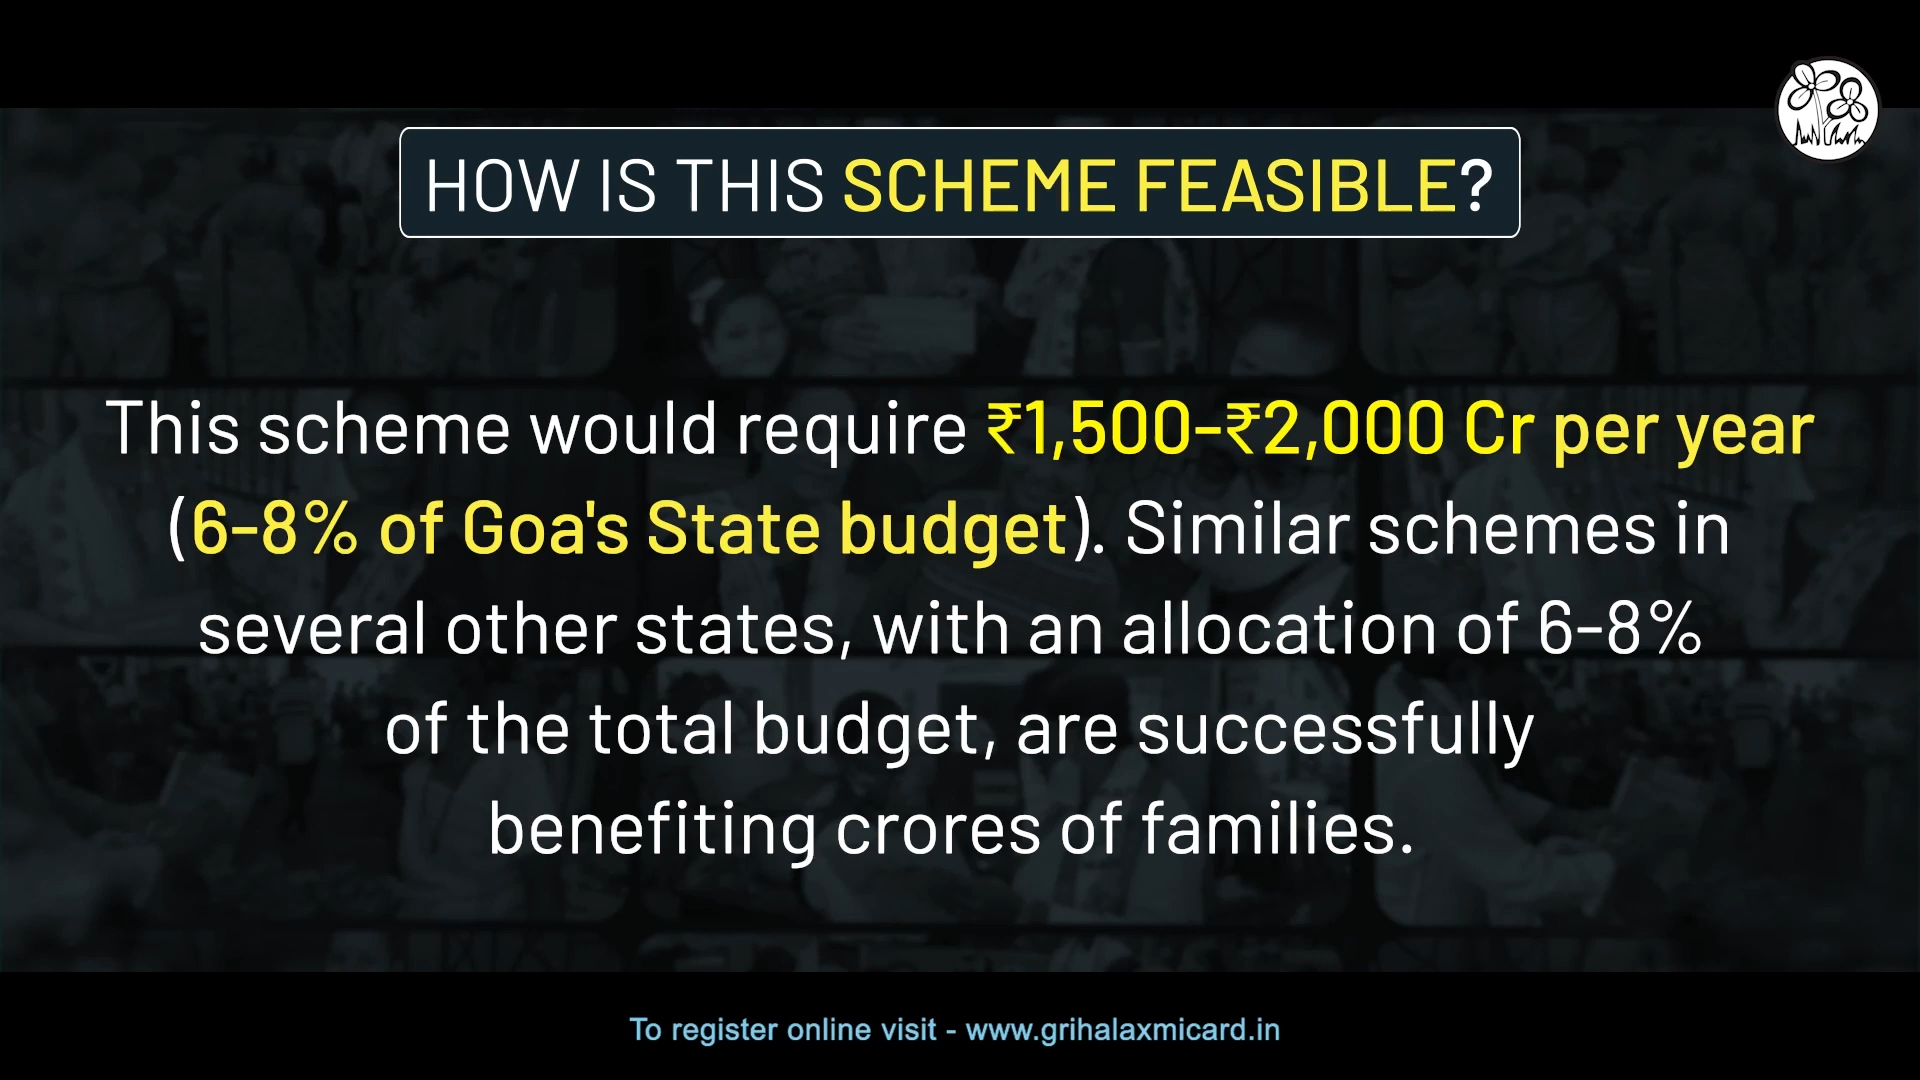 HOW IS THIS SCHEME FEASIBLE?
This scheme would require ₹1,500-₹2,000 Cr per year
(6-8% of Goa's State budget). Similar schemes in
several other states, with an allocation of 6-8%
of the total budget, are successfully
benefiting crores of families.
To register online visit - www.grihalaxmicard.in